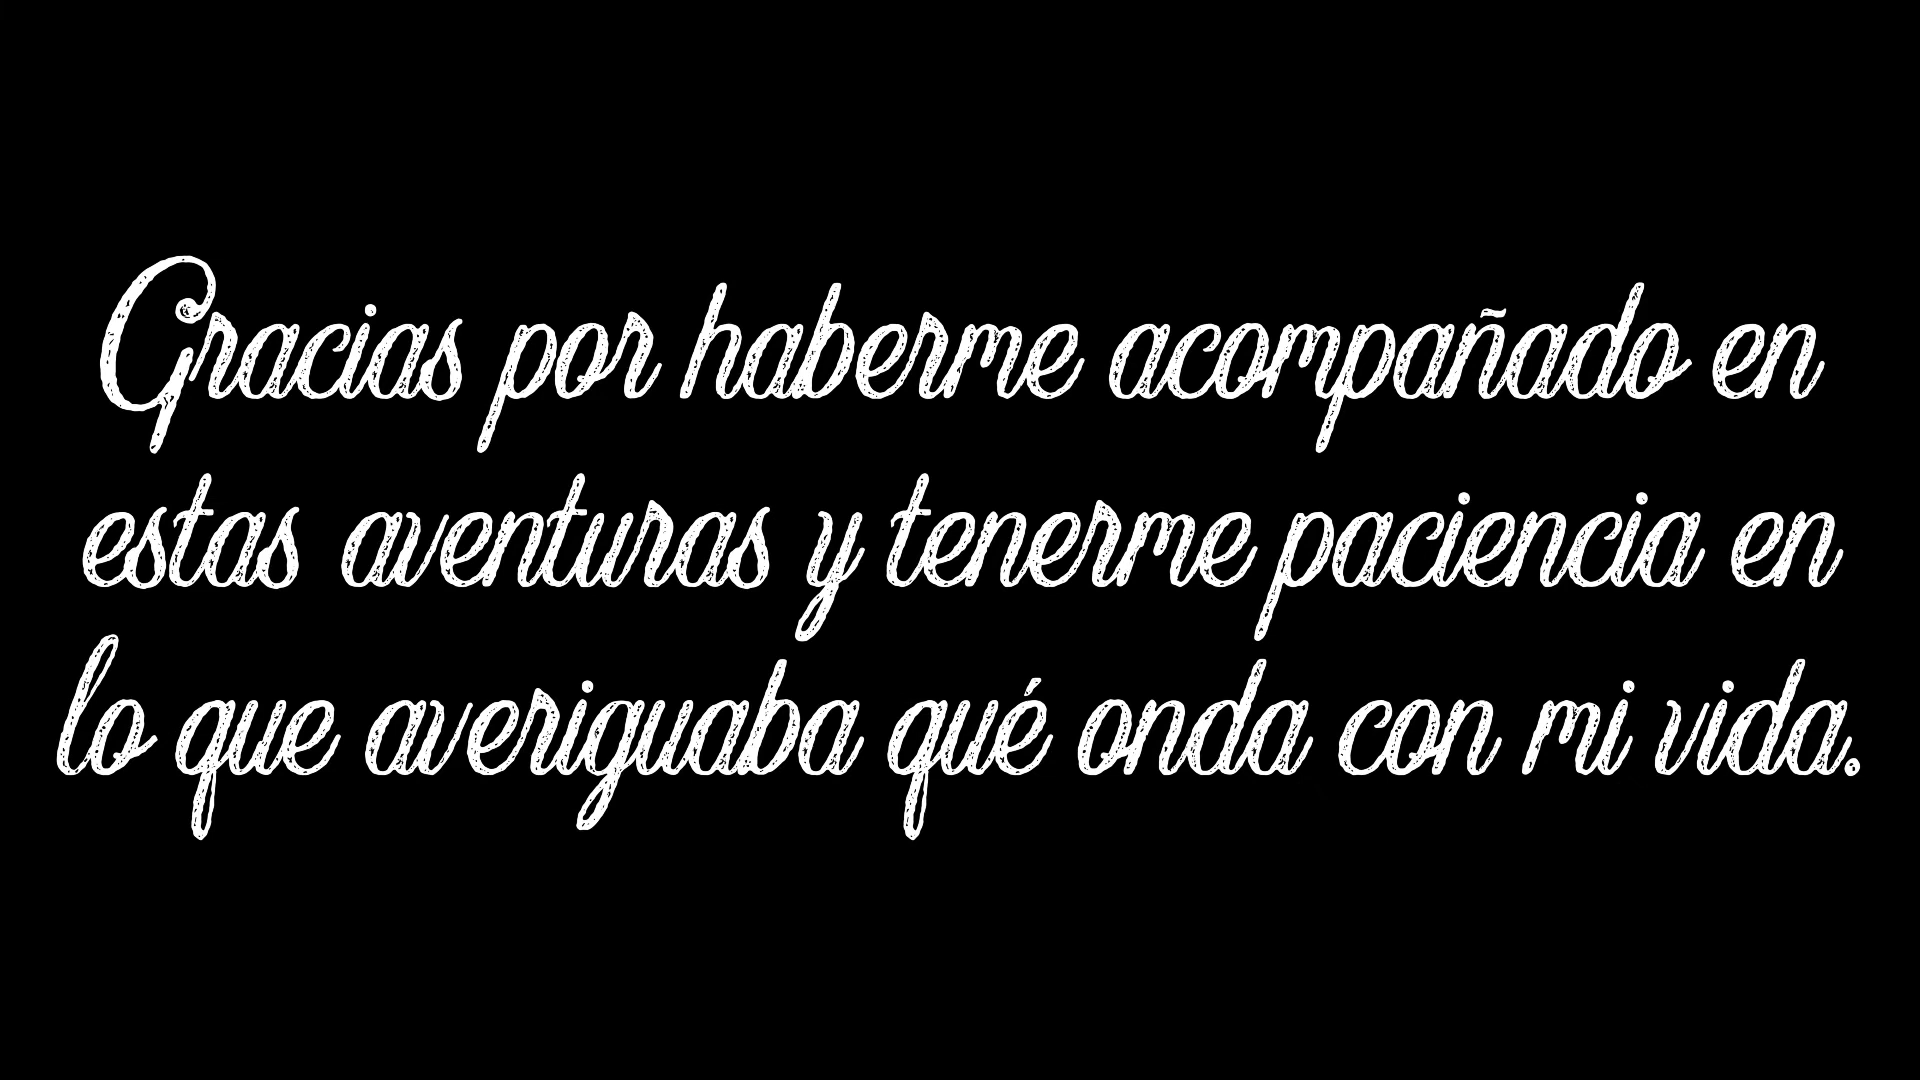 Gracias por haberme acompañado en
estas aventuras y tenerme paciencia en
lo que averiguaba qué onda con mi vida.